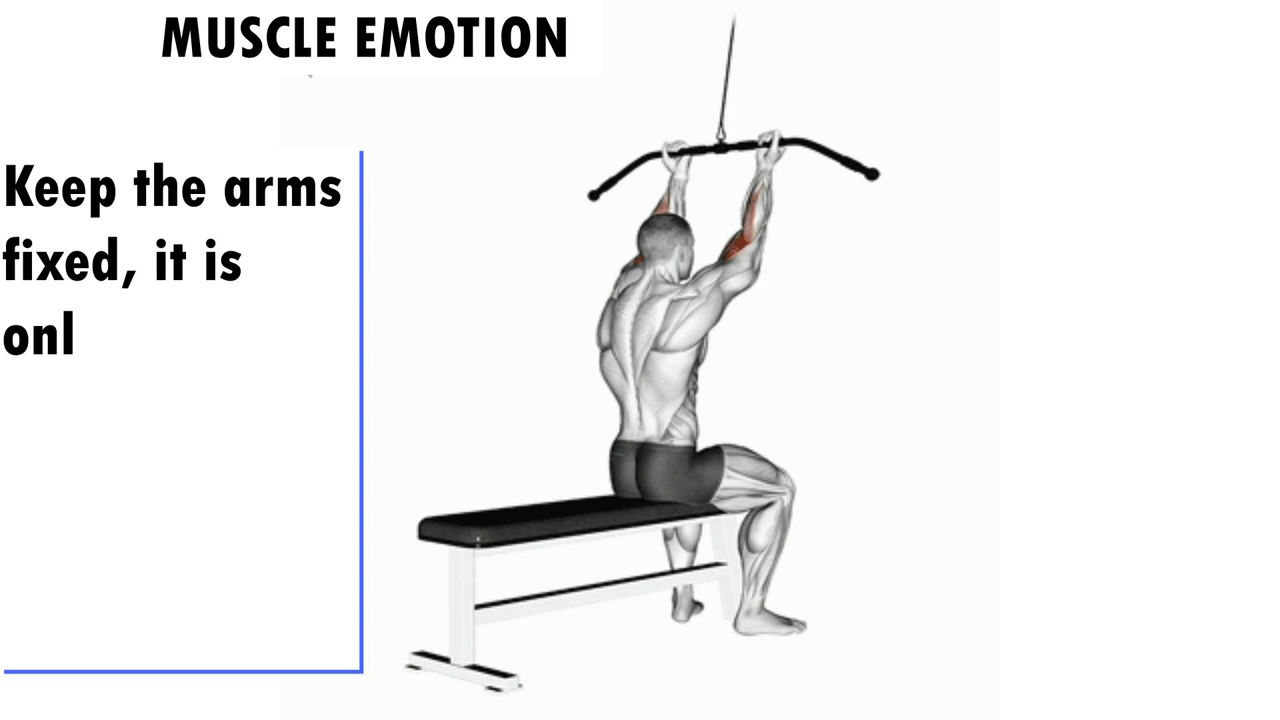 MUSCLE EMOTION
Keep the arms
fixed, it is
onl